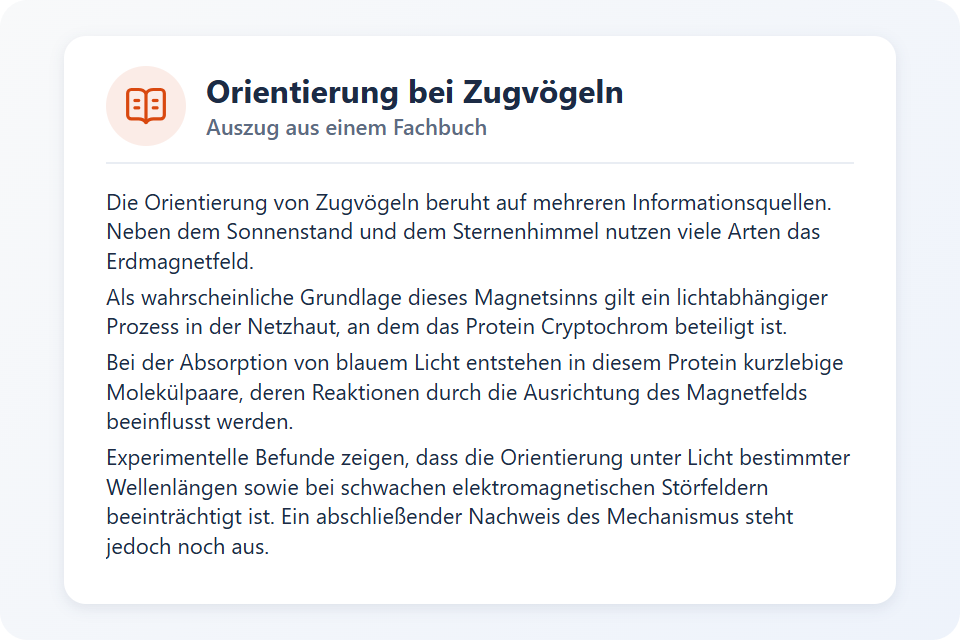 Orientierung bei Zugvögeln
Auszug aus einem Fachbuch
Die Orientierung von Zugvögeln beruht auf mehreren Informationsquellen.
Neben dem Sonnenstand und dem Sternenhimmel nutzen viele Arten das
Erdmagnetfeld.
Als wahrscheinliche Grundlage dieses Magnetsinns gilt ein lichtabhängiger
Prozess in der Netzhaut, an dem das Protein Cryptochrom beteiligt ist.
Bei der Absorption von blauem Licht entstehen in diesem Protein kurzlebige
Molekülpaare, deren Reaktionen durch die Ausrichtung des Magnetfelds
beeinflusst werden.
Experimentelle Befunde zeigen, dass die Orientierung unter Licht bestimmter
Wellenlängen sowie bei schwachen elektromagnetischen Störfeldern
beeinträchtigt ist. Ein abschließender Nachweis des Mechanismus steht
jedoch noch aus.